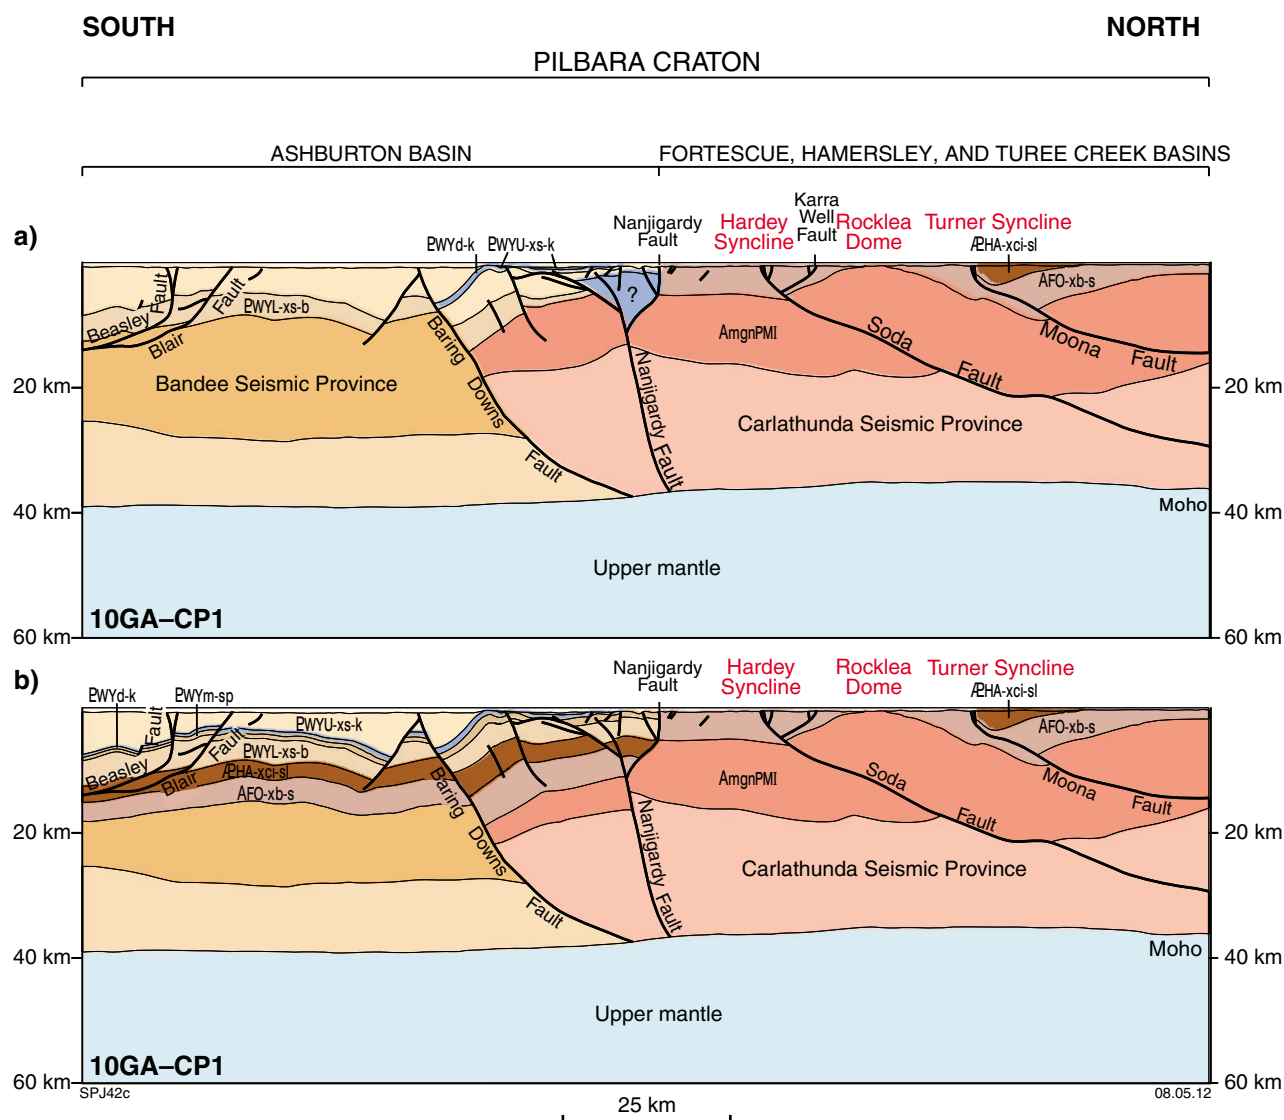 SOUTH
NORTH
PILBARA CRATON
ASHBURTON BASIN
FORTESCUE, HAMERSLEY, AND TUREE CREEK BASINS
a)
PWYd-k
PWYU-xs-k
Nanjigardy
Fault
Hardey
Syncline
Karra
Well
Fault
Rocklea
Dome
Turner Syncline
ÆHA-xci-sl
Beasley
Fault
Blair
Fault
PWYL-xs-b
Bandee Seismic Province
Baring
Downs
Fault
?
Nanjigardy Fault
AmgnPMI
Soda
Fault
AFO-xb-s
Moona
Fault
Carlathunda Seismic Province
20 km
20 km
40 km
Moho
40 km
Upper mantle
10GA–CP1
60 km
60 km
b)
PWYd-k
PWYm-sp
Nanjigardy
Fault
Hardey
Syncline
Rocklea
Dome
Turner Syncline
ÆHA-xci-sl
Beasley
Fault
Blair
Fault
PWYU-xs-k
PWYL-xs-b
ÆHA-xci-sl
AFO-xb-s
Baring
Downs
Fault
Nanjigardy Fault
AmgnPMI
Soda
Fault
AFO-xb-s
Moona
Fault
Carlathunda Seismic Province
20 km
20 km
40 km
Moho
40 km
Upper mantle
10GA–CP1
60 km
60 km
SPJ42c
08.05.12
25 km